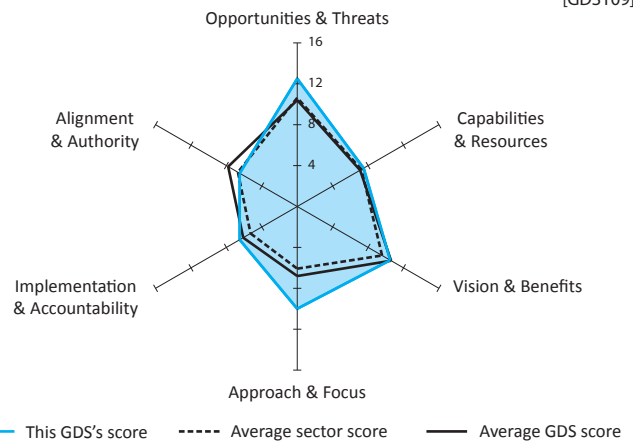 [GDS109]
Opportunities & Threats
16
12
8
4
Alignment
& Authority
Capabilities
& Resources
Implementation
& Accountability
Vision & Benefits
Approach & Focus
This GDS's score
Average sector score
Average GDS score